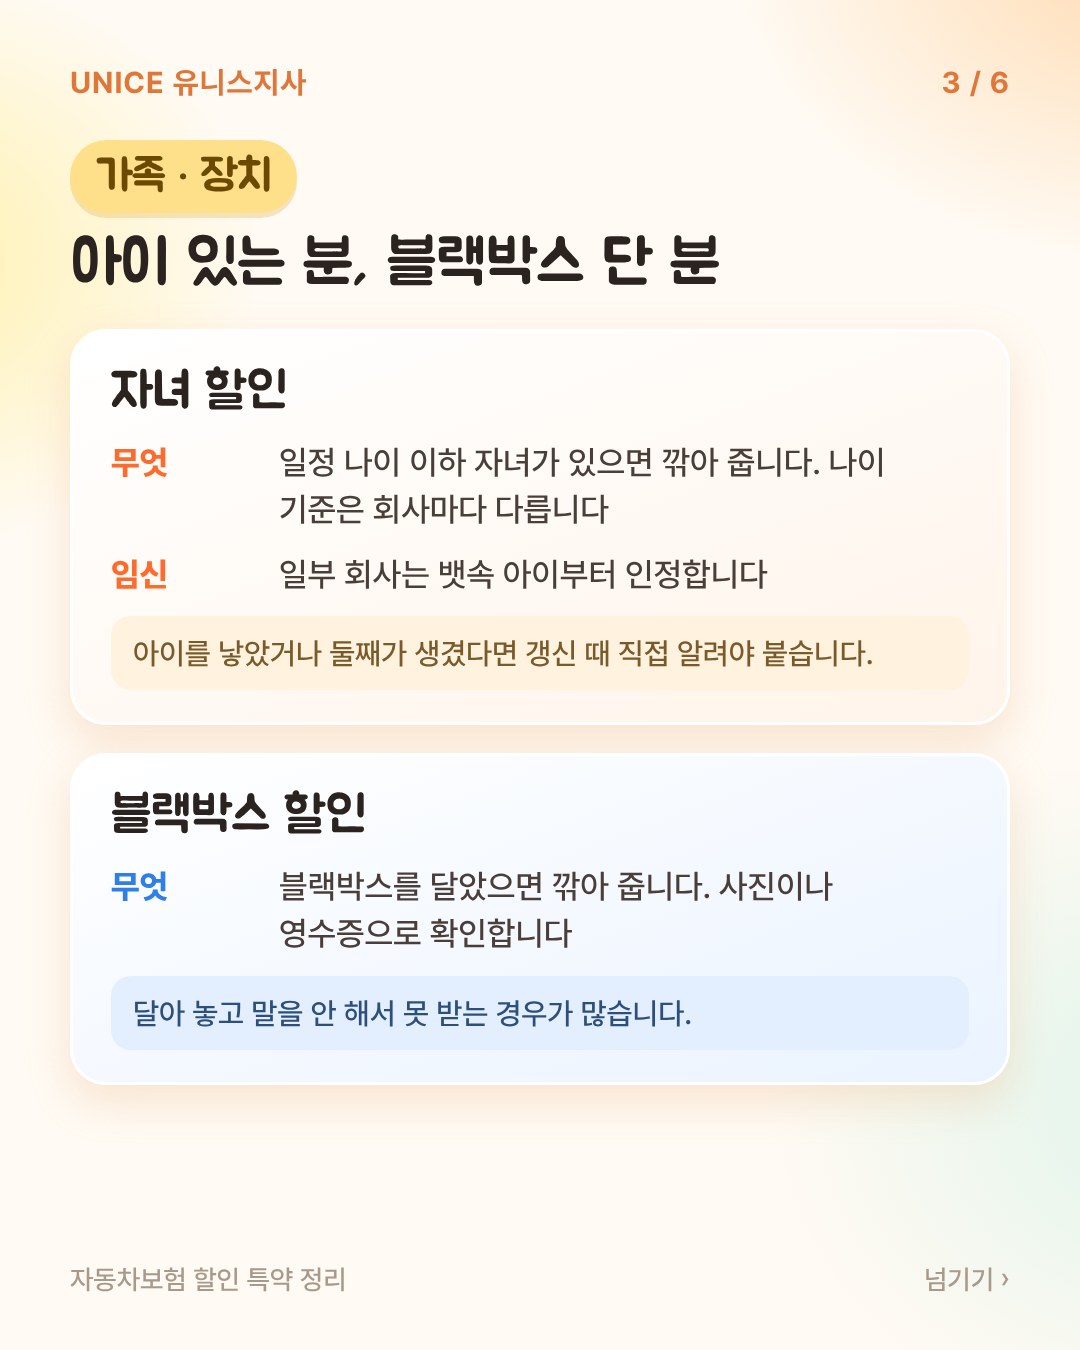 UNICE 유니스지사
3 / 6
가족 · 장치
아이 있는 분, 블랙박스 단 분
자녀 할인
무엇
일정 나이 이하 자녀가 있으면 깎아 줍니다. 나이
기준은 회사마다 다릅니다
임신
일부 회사는 뱃속 아이부터 인정합니다
아이를 낳았거나 둘째가 생겼다면 갱신 때 직접 알려야 붙습니다.
블랙박스 할인
무엇
블랙박스를 달았으면 깎아 줍니다. 사진이나
영수증으로 확인합니다
달아 놓고 말을 안 해서 못 받는 경우가 많습니다.
자동차보험 할인 특약 정리
넘기기 ›